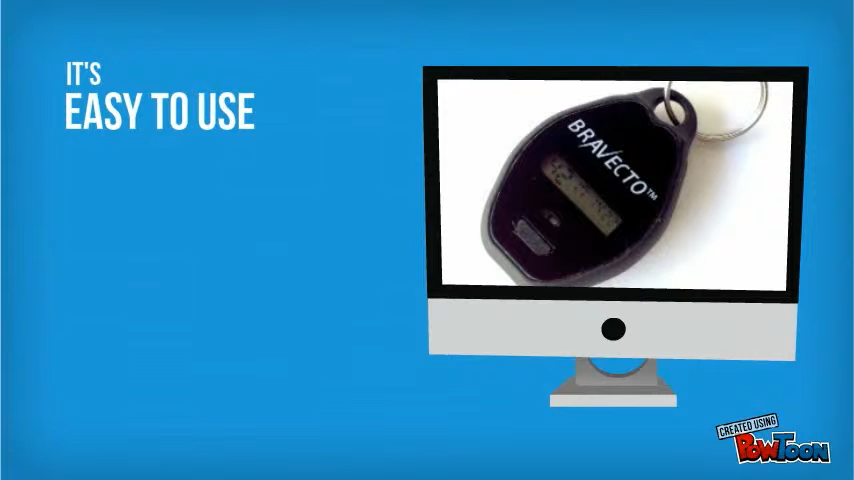 IT'S
EASY TO USE
BRAVECTO™
CREATED USING
POWTOON